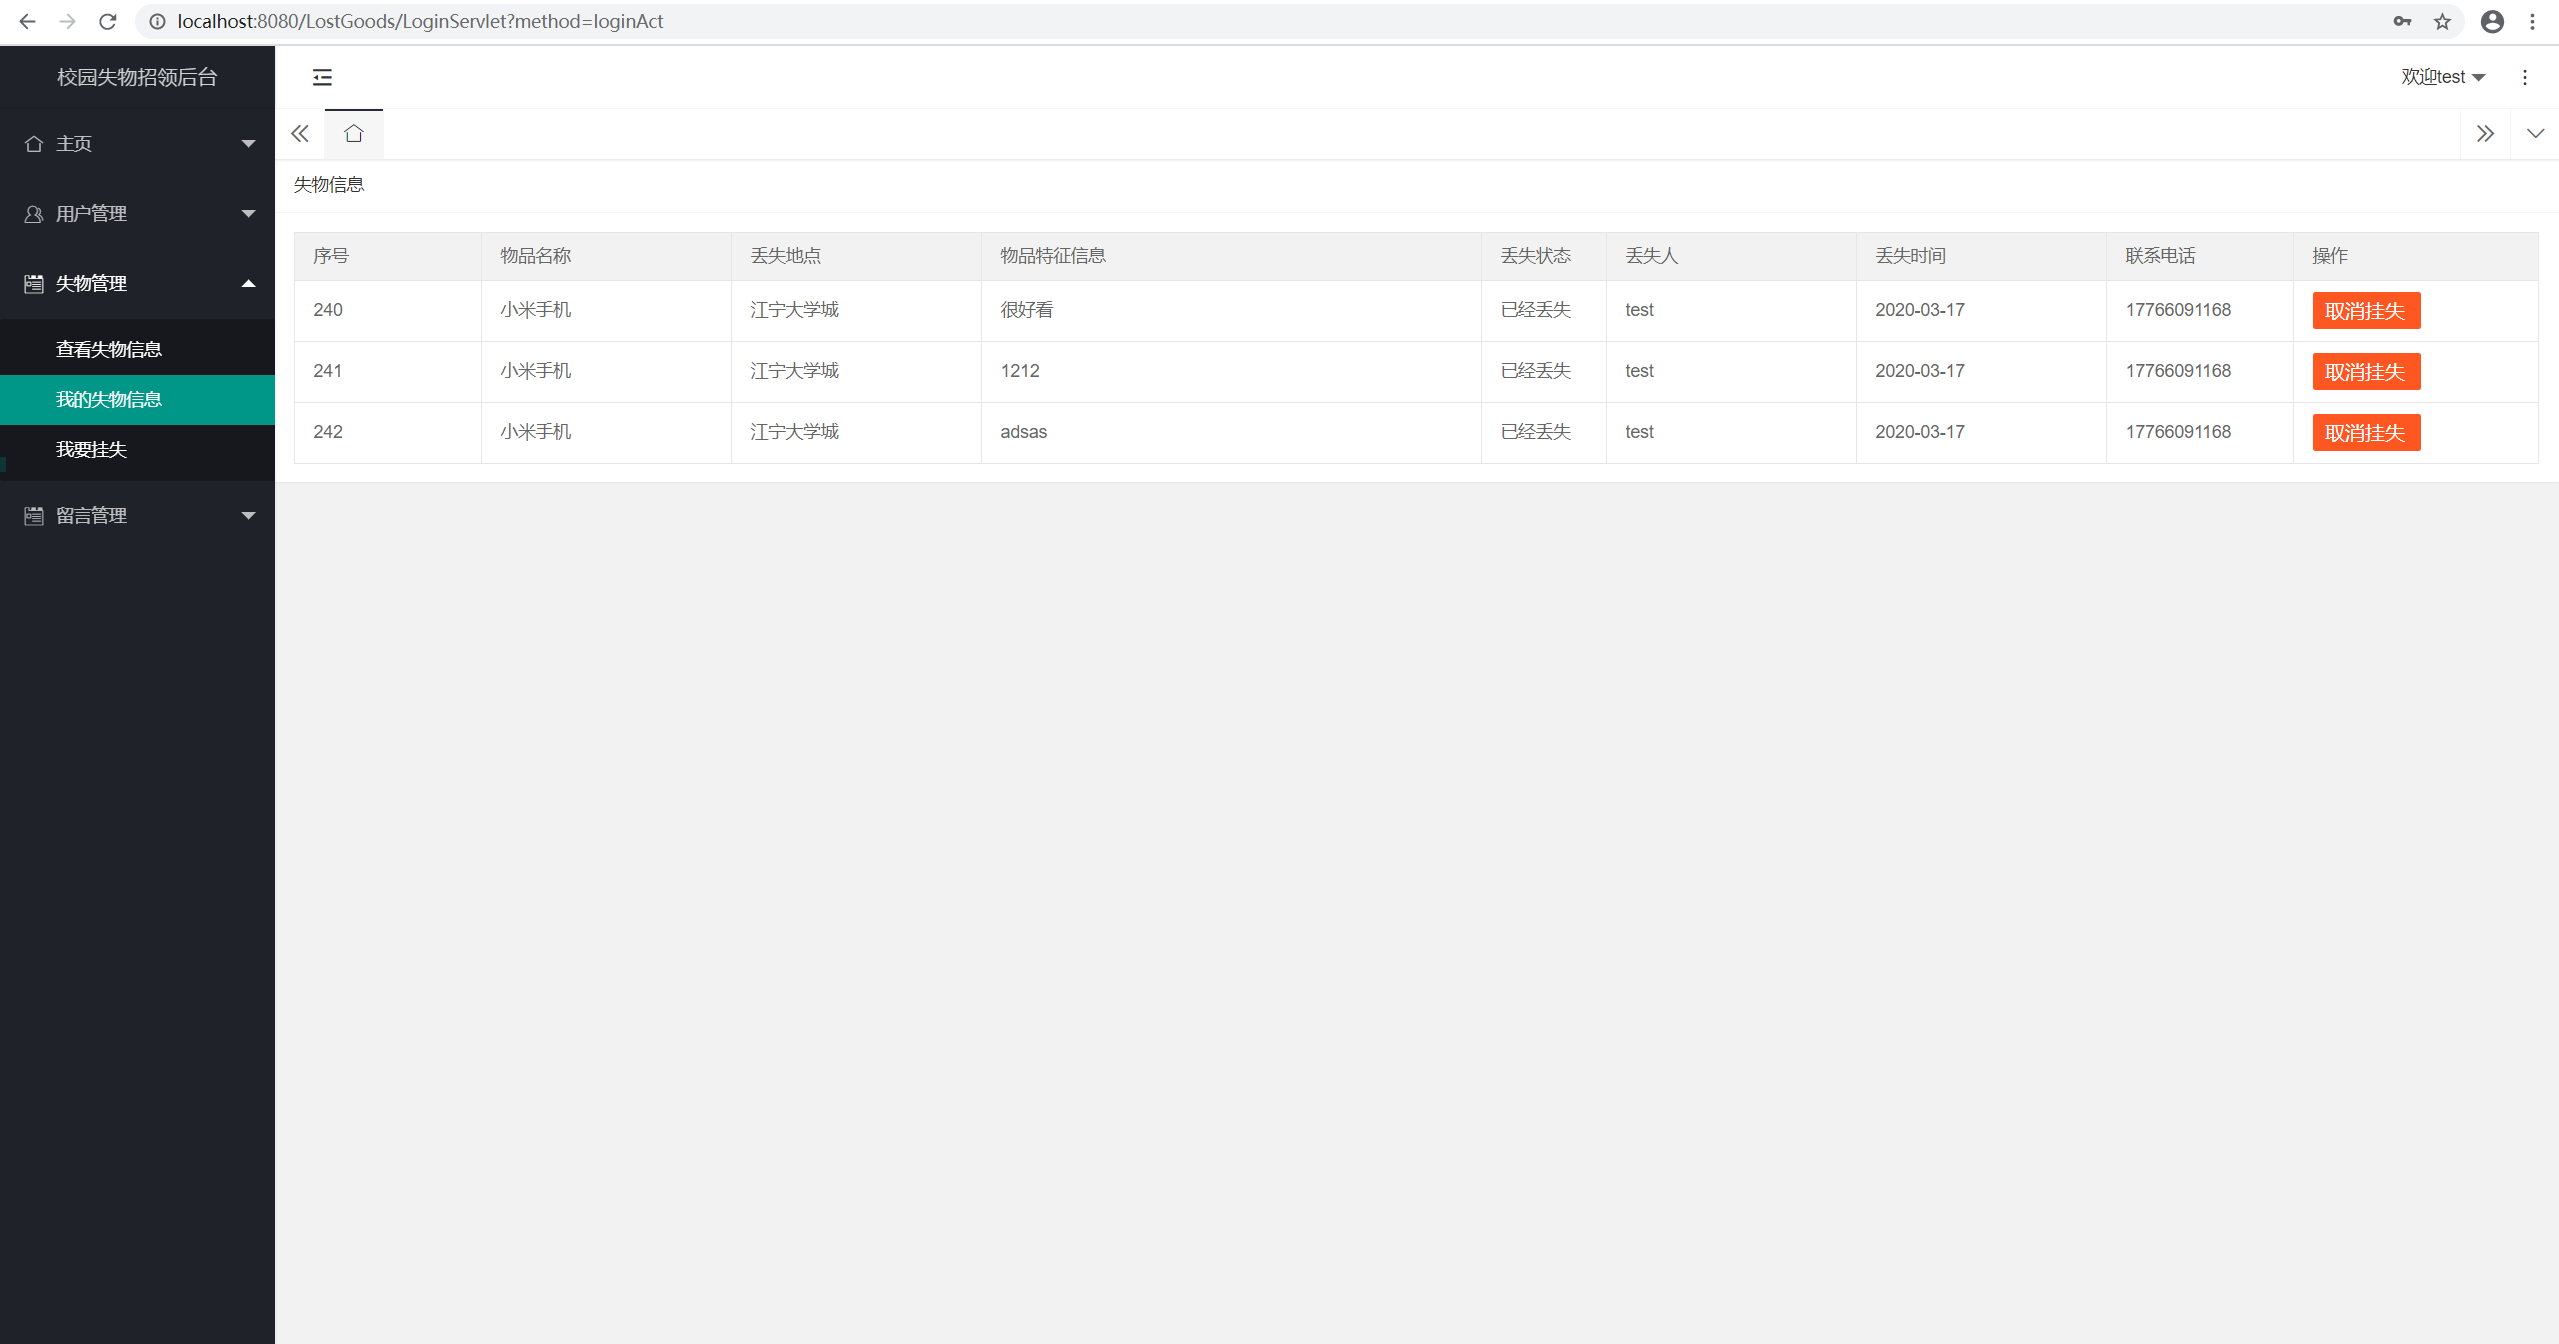 localhost:8080/LostGoods/LoginServlet?method=loginAct
校园失物招领后台
欢迎test
主页
用户管理
失物管理
查看失物信息
我的失物信息
我要挂失
留言管理
失物信息
序号 物品名称 丢失地点 物品特征信息 丢失状态 丢失人 丢失时间 联系电话 操作
240 小米手机 江宁大学城 很好看 已经丢失 test 2020-03-17 17766091168 取消挂失
241 小米手机 江宁大学城 1212 已经丢失 test 2020-03-17 17766091168 取消挂失
242 小米手机 江宁大学城 adsas 已经丢失 test 2020-03-17 17766091168 取消挂失